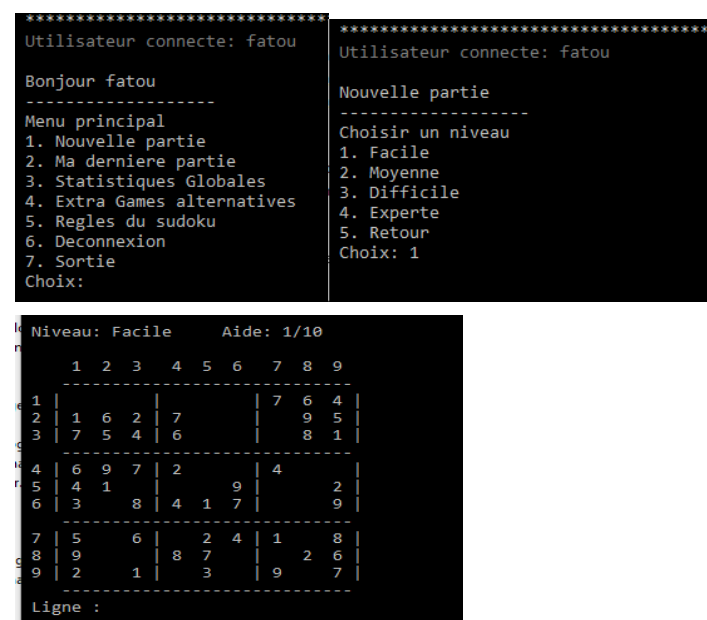 ********************************
Utilisateur connecte: fatou
Bonjour fatou
-------------------
Menu principal
1. Nouvelle partie
2. Ma derniere partie
3. Statistiques Globales
4. Extra Games alternatives
5. Regles du sudoku
6. Deconnexion
7. Sortie
Choix:
*************************************
Utilisateur connecte: fatou
Nouvelle partie
-------------------
Choisir un niveau
1. Facile
2. Moyenne
3. Difficile
4. Experte
5. Retour
Choix: 1
Niveau: Facile     Aide: 1/10
    1  2  3   4  5  6   7  8  9
   -----------------------------
1 |         |         | 7  6  4 |
2 | 1  6  2 | 7       |    9  5 |
3 | 7  5  4 | 6       |    8  1 |
   -----------------------------
4 | 6  9  7 | 2       | 4       |
5 | 4  1    |       9 |       2 |
6 | 3     8 | 4  1  7 |       9 |
   -----------------------------
7 | 5     6 |    2  4 | 1     8 |
8 | 9       | 8  7    |    2  6 |
9 | 2     1 |    3    | 9     7 |
   -----------------------------
Ligne :